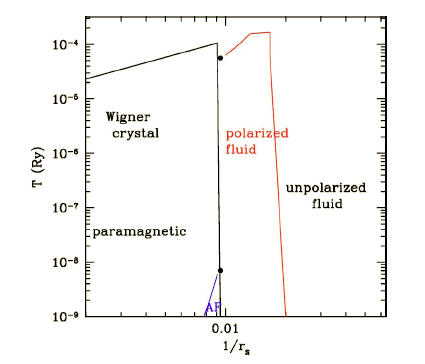 10⁻⁴
10⁻⁵
10⁻⁶
10⁻⁷
10⁻⁸
10⁻⁹
T (Ry)
Wigner
crystal
polarized
fluid
unpolarized
fluid
paramagnetic
AF
0.01
1/rₛ